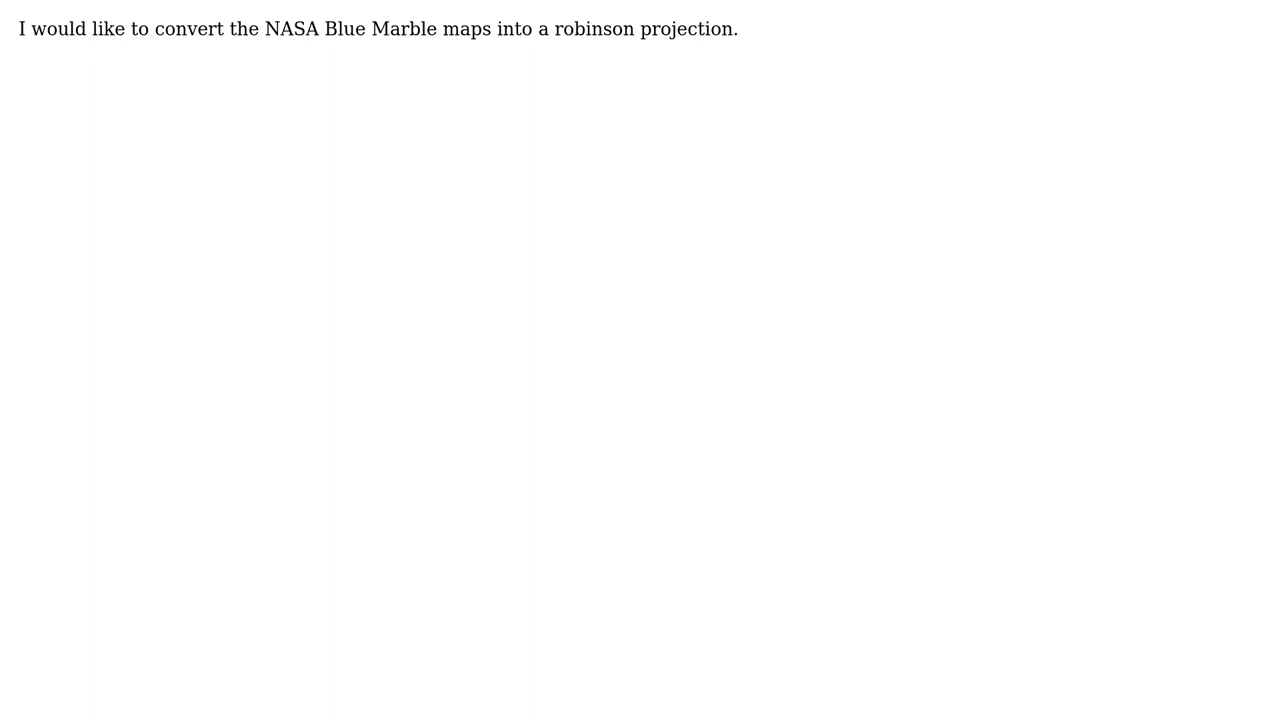 I would like to convert the NASA Blue Marble maps into a robinson projection.